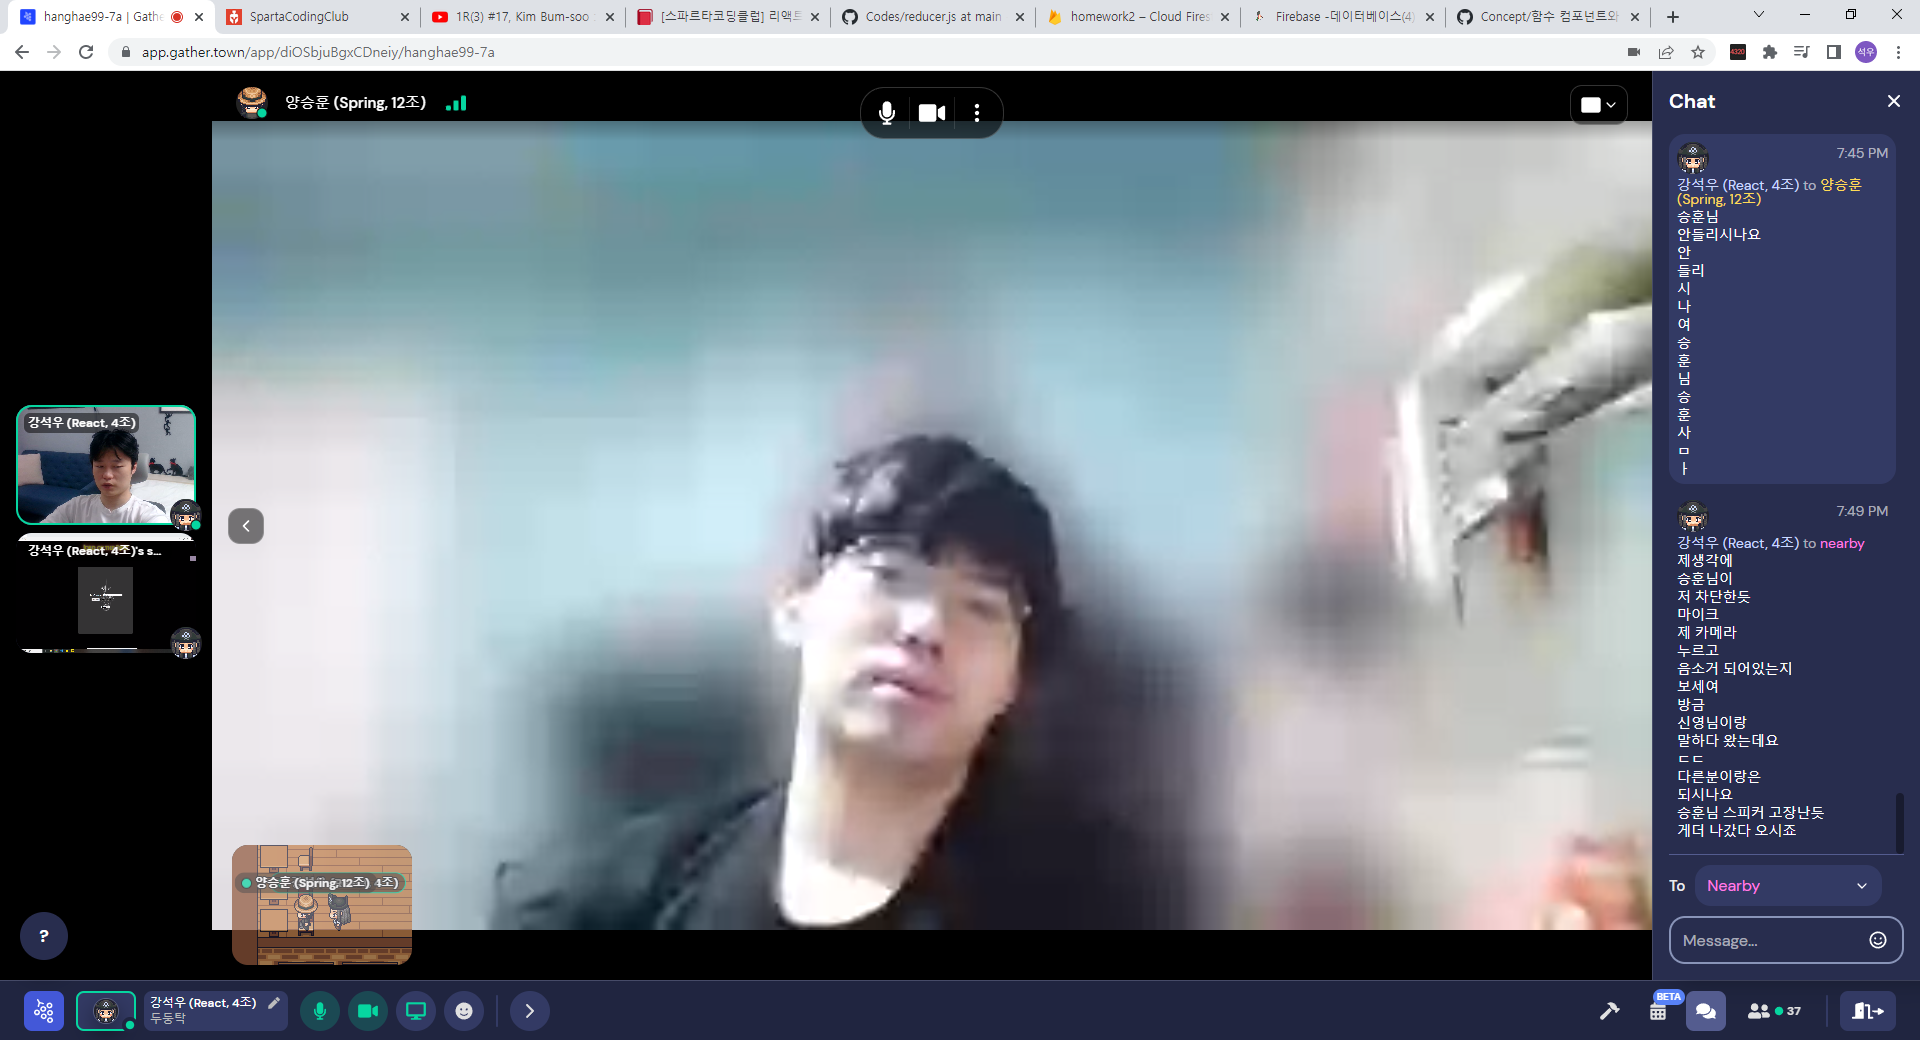 hanghae99-7a | Gathe
SpartaCodingClub
1R(3) #17, Kim Bum-soo
[스파르타코딩클럽] 리액트
Codes/reducer.js at main
homework2 – Cloud Fires
Firebase -데이터베이스(4)
Concept/함수 컴포넌트와
app.gather.town/app/diOSbjuBgxCDneiy/hanghae99-7a
4320
석우
양승훈 (Spring, 12조)
강석우 (React, 4조)
강석우 (React, 4조)'s s...
양승훈 (Spring, 12조) 4조)
Chat
7:45 PM
강석우 (React, 4조) to 양승훈
(Spring, 12조)
승훈님
안들리시나요
안
들리
시
나
여
승
훈
님
승
훈
사
ㅁ
ㅏ
7:49 PM
강석우 (React, 4조) to nearby
제생각에
승훈님이
저 차단한듯
마이크
제 카메라
누르고
음소거 되어있는지
보세여
방금
신영님이랑
말하다 왔는데요
ㄷㄷ
다른분이랑은
되시나요
승훈님 스피커 고장난듯
게더 나갔다 오시죠
To
Nearby
Message...
?
강석우 (React, 4조)
두둥탁
BETA
37